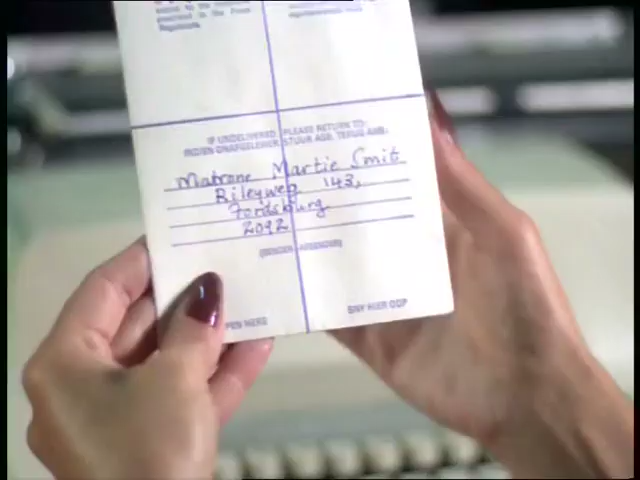 IF UNDELIVERED PLEASE RETURN TO:
INDIEN ONAFGELEWER STUUR ASB. TERUG AAN:
Matrone Martie Smit
Rileyweg 143,
Fordsburg
2092
(SENDER - AFSENDER)
OPEN HERE
SNY HIER OOP